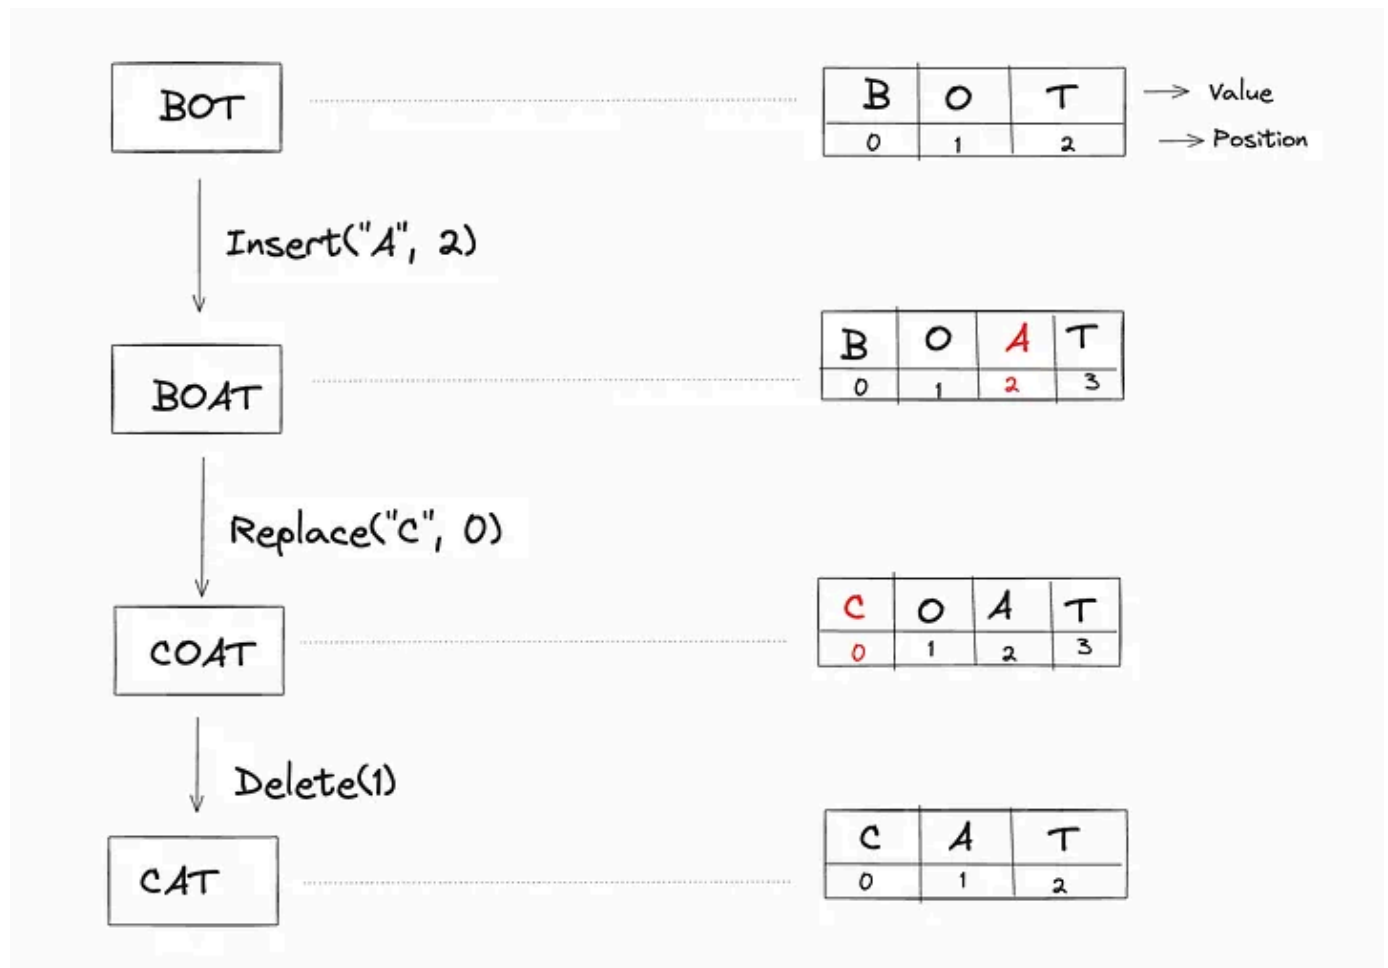 BOT
B O T → Value
0 1 2 → Position
Insert("A", 2)
BOAT
B O A T
0 1 2 3
Replace("C", 0)
COAT
C O A T
0 1 2 3
Delete(1)
CAT
C A T
0 1 2